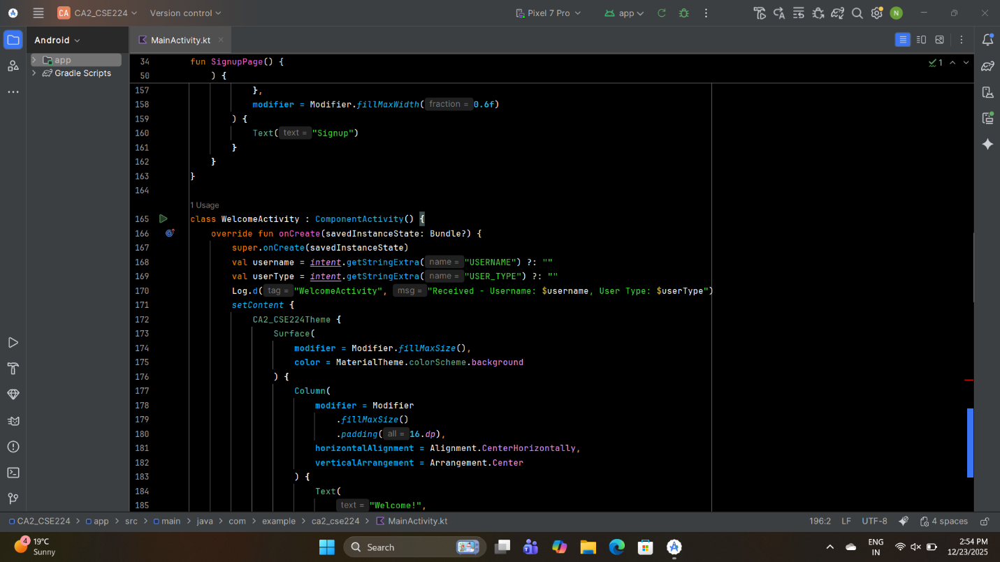 CA CA2_CSE224 Version control Pixel 7 Pro app N
Android MainActivity.kt
app
Gradle Scripts
34 fun SignupPage() {
50 ) {
1
157 },
158 modifier = Modifier.fillMaxWidth( fraction = 0.6f)
159 ) {
160 Text( text = "Signup")
161 }
162 }
163 }
164
1 Usage
165 class WelcomeActivity : ComponentActivity() {
166 override fun onCreate(savedInstanceState: Bundle?) {
167 super.onCreate(savedInstanceState)
168 val username = intent.getStringExtra( name = "USERNAME") ?: ""
169 val userType = intent.getStringExtra( name = "USER_TYPE") ?: ""
170 Log.d( tag = "WelcomeActivity", msg = "Received - Username: $username, User Type: $userType")
171 setContent {
172 CA2_CSE224Theme {
173 Surface(
174 modifier = Modifier.fillMaxSize(),
175 color = MaterialTheme.colorScheme.background
176 ) {
177 Column(
178 modifier = Modifier
179 .fillMaxSize()
180 .padding( all = 16.dp),
181 horizontalAlignment = Alignment.CenterHorizontally,
182 verticalArrangement = Arrangement.Center
183 ) {
184 Text(
185 text = "Welcome!",
CA2_CSE224 > app > src > main > java > com > example > ca2_cse224 > MainActivity.kt 196:2 LF UTF-8 4 spaces
4 19°C
Sunny
Search
ENG
IN
2:54 PM
12/23/2025